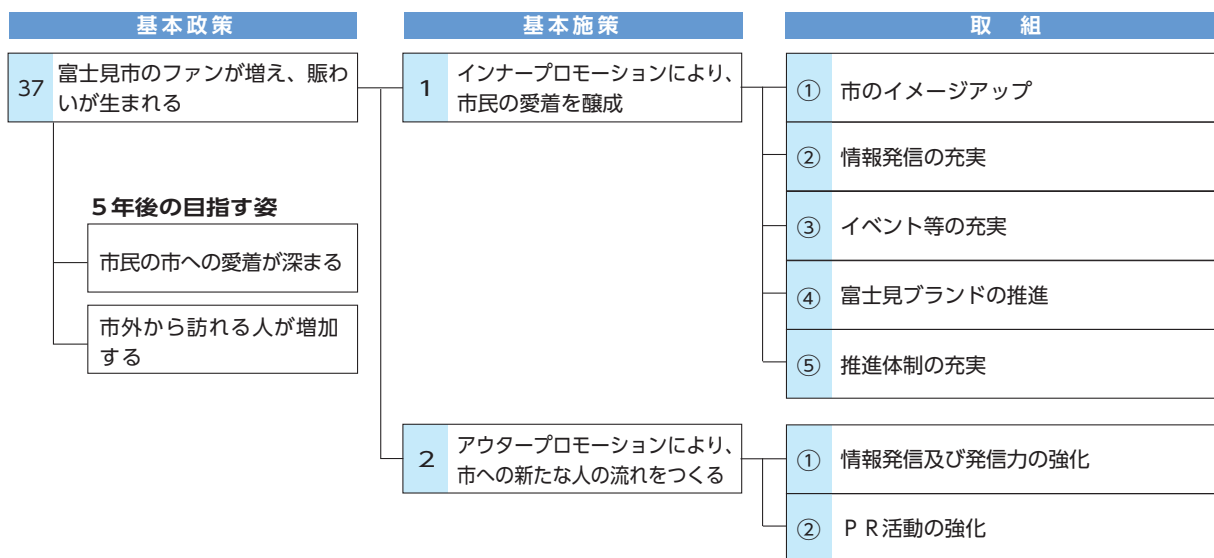 基本政策
基本施策
取　組
37
富士見市のファンが増え、賑わ
いが生まれる
5年後の目指す姿
市民の市への愛着が深まる
市外から訪れる人が増加
する
1
インナープロモーションにより、
市民の愛着を醸成
① 市のイメージアップ
② 情報発信の充実
③ イベント等の充実
④ 富士見ブランドの推進
⑤ 推進体制の充実
2
アウタープロモーションにより、
市への新たな人の流れをつくる
① 情報発信及び発信力の強化
② ＰＲ活動の強化